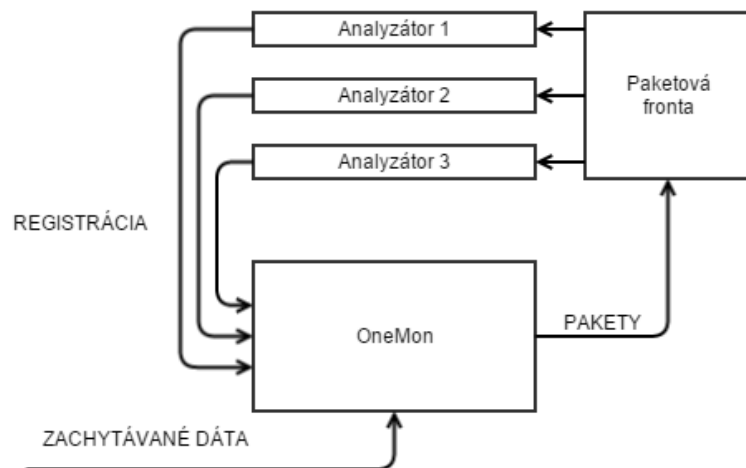 Analyzátor 1
Analyzátor 2
Analyzátor 3
Paketová
fronta
REGISTRÁCIA
OneMon
PAKETY
ZACHYTÁVANÉ DÁTA